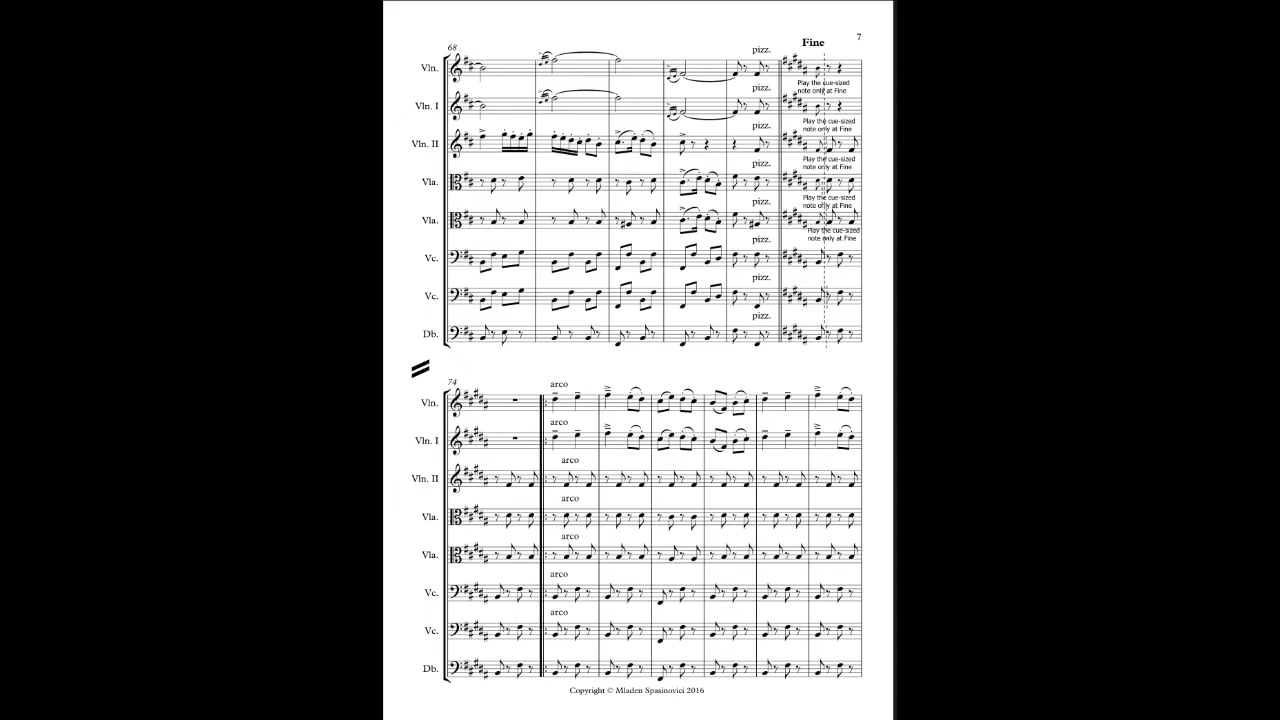 7
Fine
68
pizz.
Vln.
Play the cue-sized
note only at Fine
pizz.
Vln. I
Play the cue-sized
note only at Fine
pizz.
Vln. II
Play the cue-sized
note only at Fine
pizz.
Vla.
Play the cue-sized
note only at Fine
pizz.
Vla.
Play the cue-sized
note only at Fine
pizz.
Vc.
pizz.
Vc.
pizz.
Db.
74
arco
Vln.
arco
Vln. I
arco
Vln. II
arco
Vla.
arco
Vla.
arco
Vc.
arco
Vc.
Db.
Copyright © Mladen Spasinovici 2016